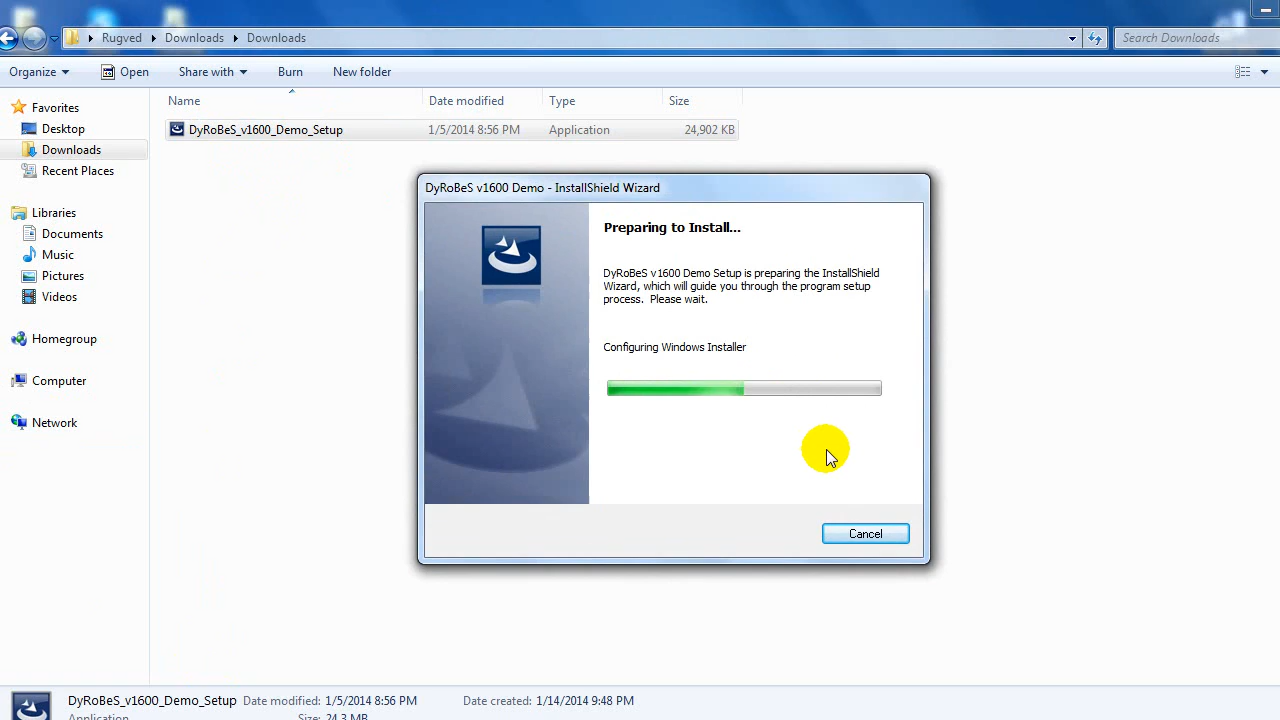 Rugved Downloads Downloads Search Downloads
Organize Open Share with Burn New folder
Favorites
Desktop
Downloads
Recent Places
Libraries
Documents
Music
Pictures
Videos
Homegroup
Computer
Network
Name Date modified Type Size
DyRoBeS_v1600_Demo_Setup 1/5/2014 8:56 PM Application 24,902 KB
DyRoBeS v1600 Demo - InstallShield Wizard
Preparing to Install...
DyRoBeS v1600 Demo Setup is preparing the InstallShield
Wizard, which will guide you through the program setup
process. Please wait.
Configuring Windows Installer
Cancel
DyRoBeS_v1600_Demo_Setup Date modified: 1/5/2014 8:56 PM Date created: 1/14/2014 9:48 PM
Application Size: 24.3 MB